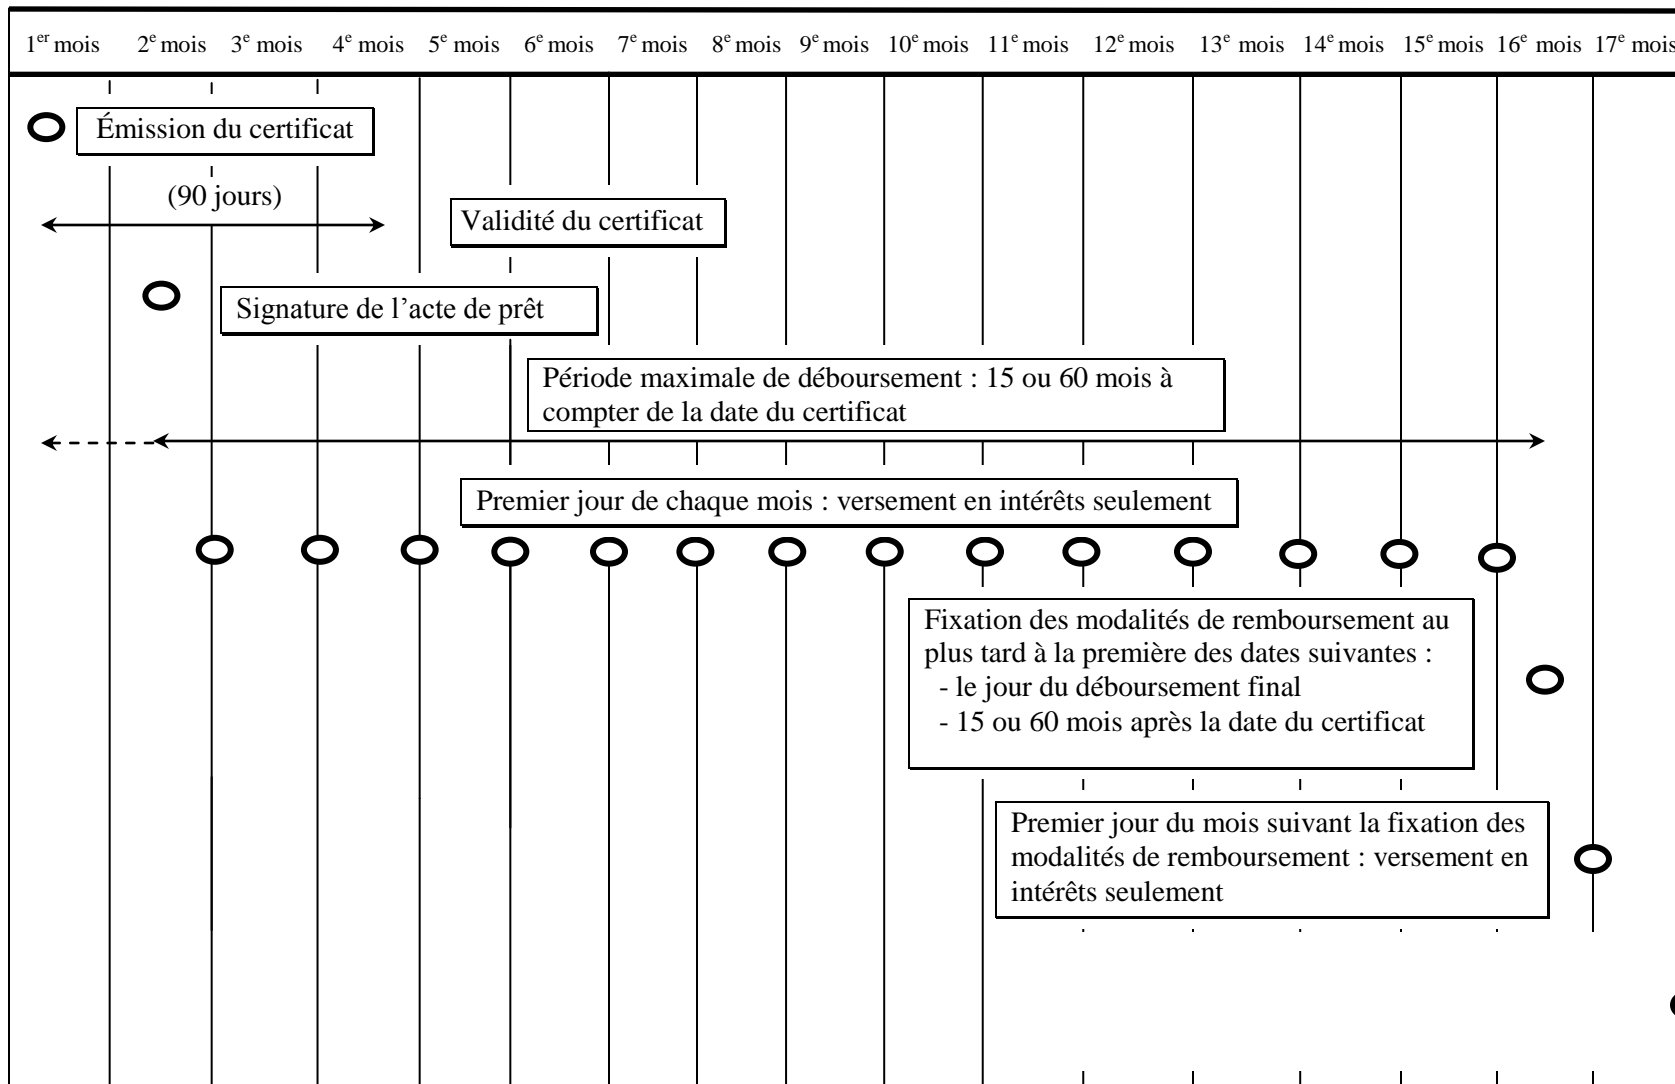 1er mois 2e mois 3e mois 4e mois 5e mois 6e mois 7e mois 8e mois 9e mois 10e mois 11e mois 12e mois 13e mois 14e mois 15e mois 16e mois 17e mois
Émission du certificat
(90 jours)
Validité du certificat
Signature de l’acte de prêt
Période maximale de déboursement : 15 ou 60 mois à
compter de la date du certificat
Premier jour de chaque mois : versement en intérêts seulement
Fixation des modalités de remboursement au
plus tard à la première des dates suivantes :
- le jour du déboursement final
- 15 ou 60 mois après la date du certificat
Premier jour du mois suivant la fixation des
modalités de remboursement : versement en
intérêts seulement